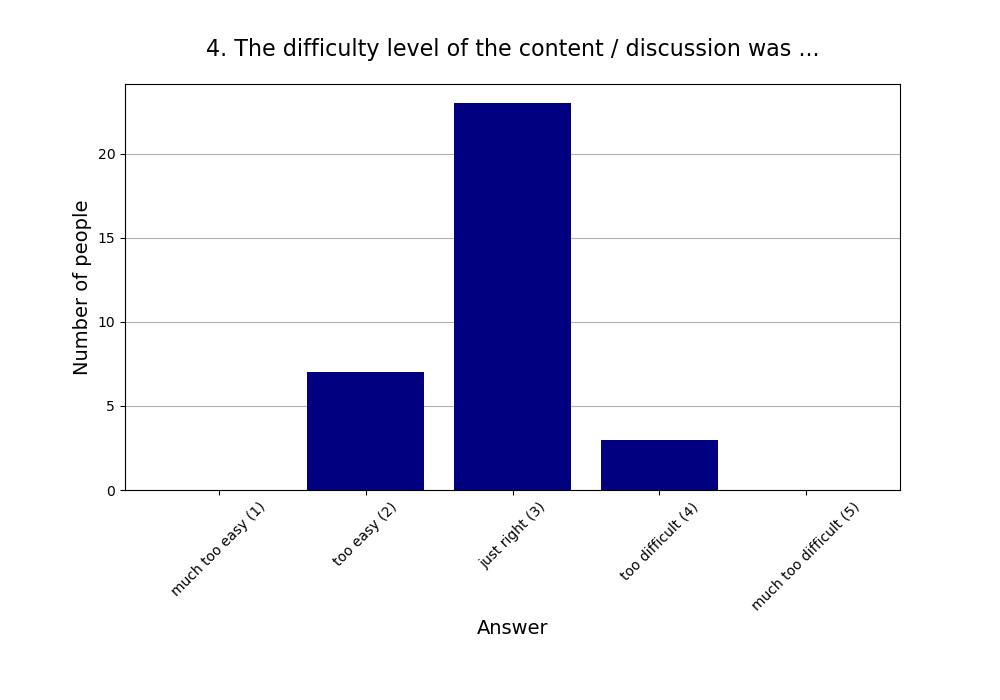 4. The difficulty level of the content / discussion was ...
Number of people
20
15
10
5
0
much too easy (1)
too easy (2)
just right (3)
too difficult (4)
much too difficult (5)
Answer